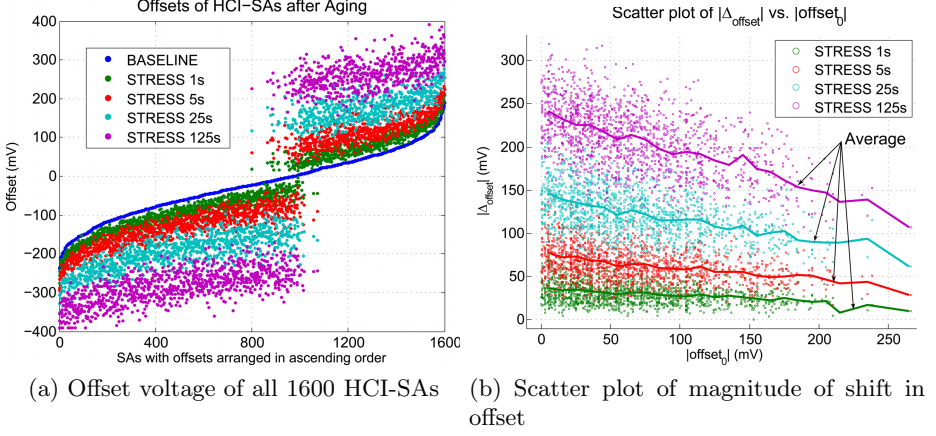 Offsets of HCI−SAs after Aging
400
300
200
100
0
−100
−200
−300
−400
Offset (mV)
BASELINE
STRESS 1s
STRESS 5s
STRESS 25s
STRESS 125s
0 400 800 1200 1600
SAs with offsets arranged in ascending order
(a) Offset voltage of all 1600 HCI-SAs
Scatter plot of |Δoffset| vs. |offset0|
300
250
200
150
100
50
0
|Δoffset| (mV)
STRESS 1s
STRESS 5s
STRESS 25s
STRESS 125s
Average
0 50 100 150 200 250
|offset0| (mV)
(b) Scatter plot of magnitude of shift in
offset